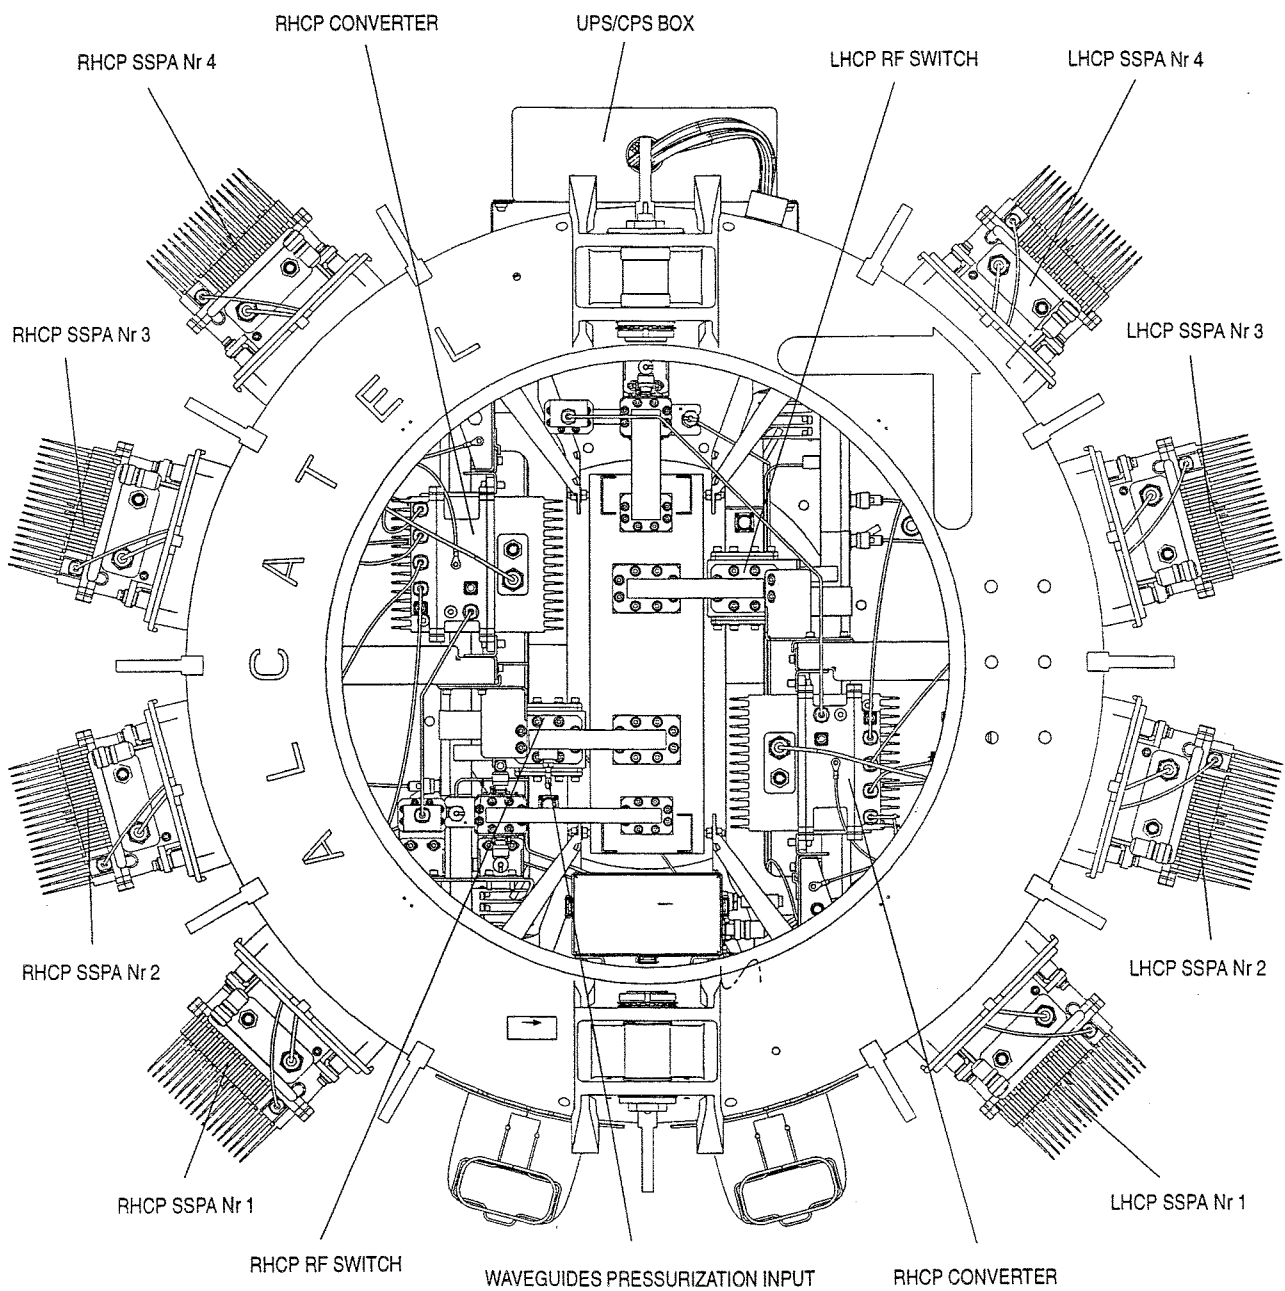 RHCP CONVERTER
UPS/CPS BOX
RHCP SSPA Nr 4
LHCP RF SWITCH
LHCP SSPA Nr 4
RHCP SSPA Nr 3
LHCP SSPA Nr 3
ALCATEL
RHCP SSPA Nr 2
LHCP SSPA Nr 2
RHCP SSPA Nr 1
LHCP SSPA Nr 1
RHCP RF SWITCH
WAVEGUIDES PRESSURIZATION INPUT
RHCP CONVERTER